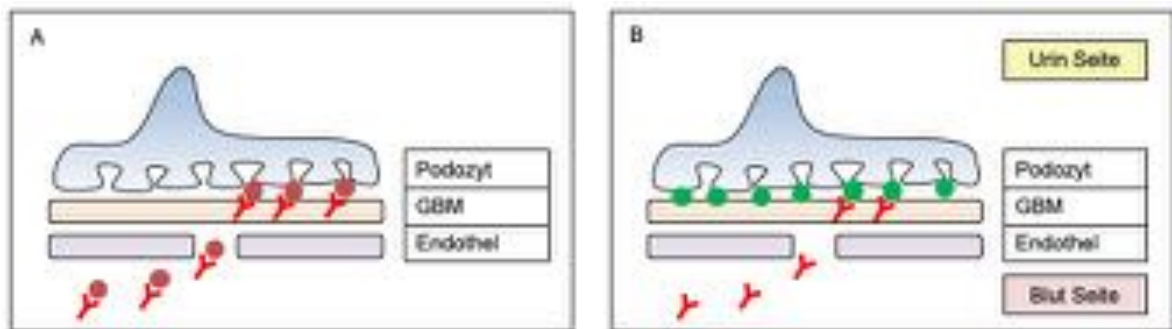 A
Podozyt
GBM
Endothel
B
Urin Seite
Podozyt
GBM
Endothel
Blut Seite